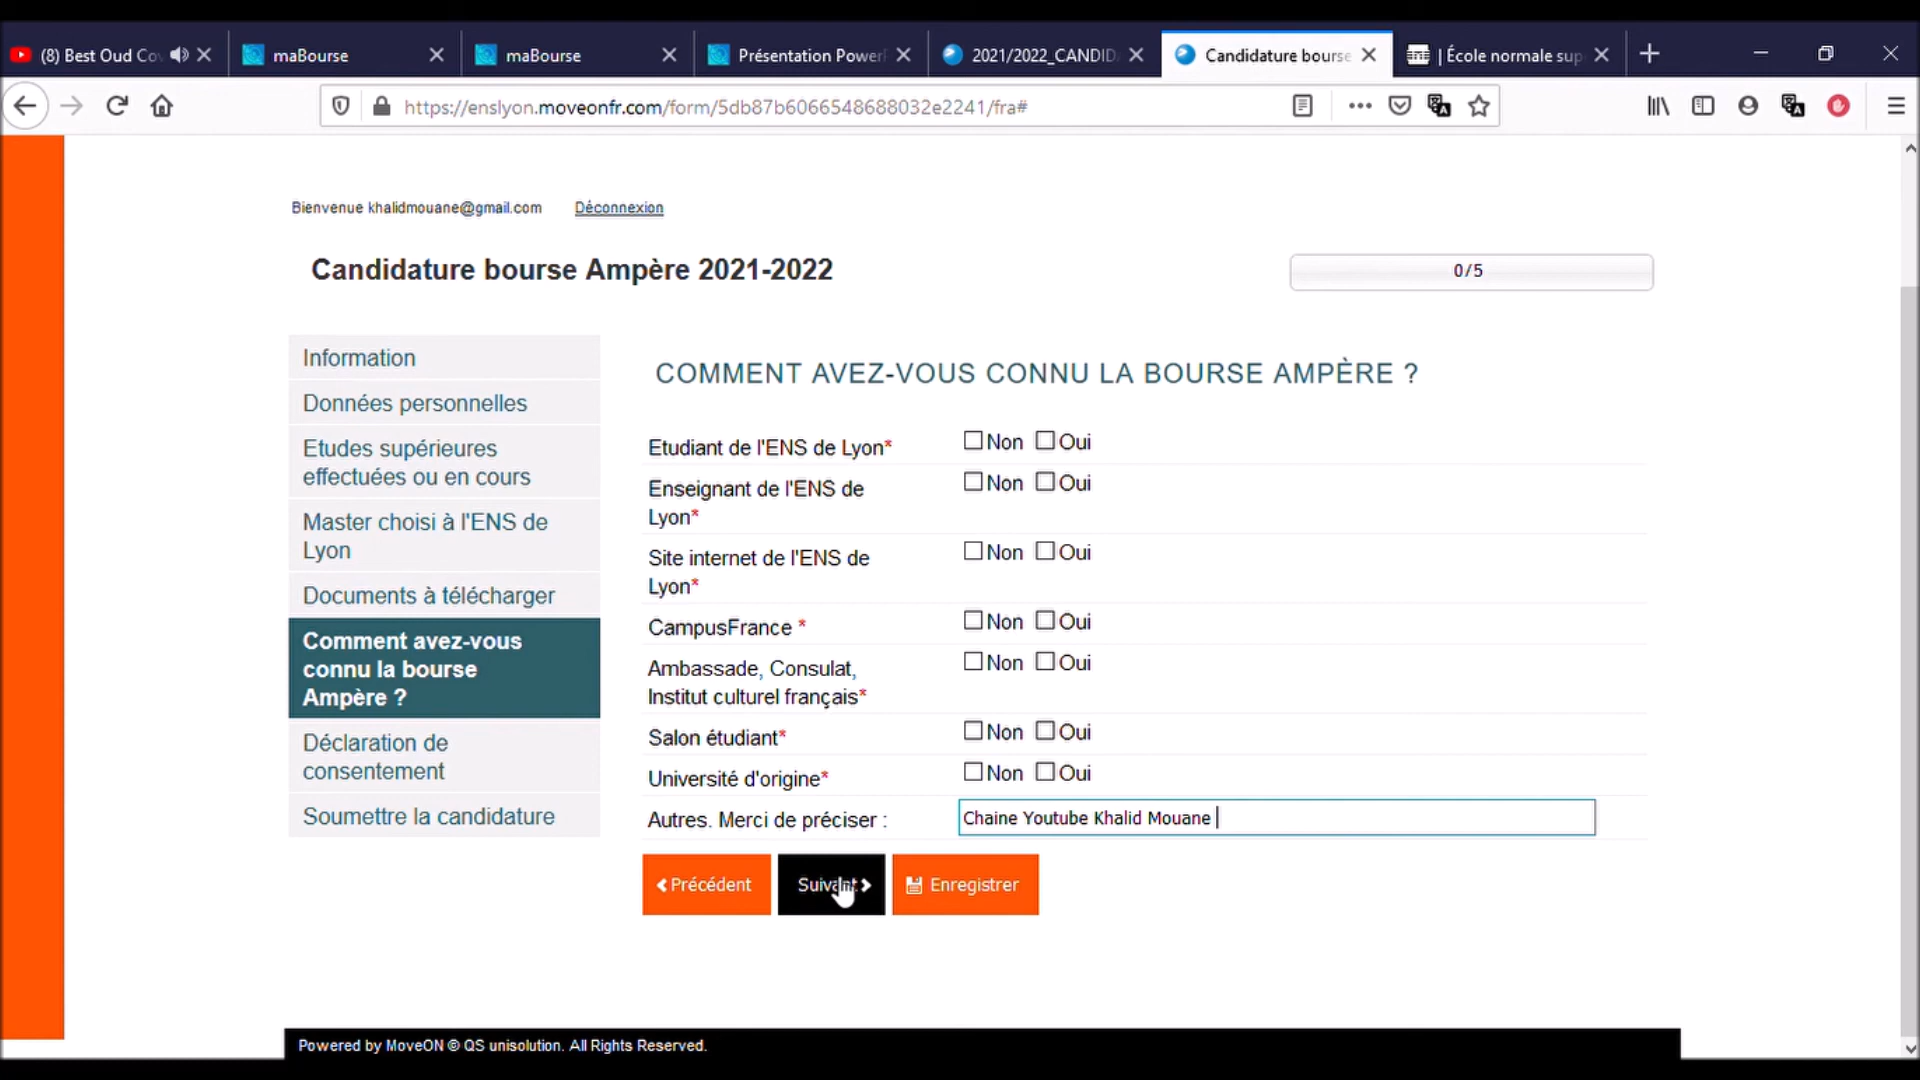 (8) Best Oud Co
maBourse
maBourse
Présentation Power
2021/2022_CANDID
Candidature bourse
| École normale sup
https://enslyon.moveonfr.com/form/5db87b6066548688032e2241/fra#
Bienvenue khalidmouane@gmail.com Déconnexion
Candidature bourse Ampère 2021-2022
0/5
Information
Données personnelles
Etudes supérieures
effectuées ou en cours
Master choisi à l'ENS de
Lyon
Documents à télécharger
Comment avez-vous
connu la bourse
Ampère ?
Déclaration de
consentement
Soumettre la candidature
COMMENT AVEZ-VOUS CONNU LA BOURSE AMPÈRE ?
Etudiant de l'ENS de Lyon* Non Oui
Enseignant de l'ENS de
Lyon* Non Oui
Site internet de l'ENS de
Lyon* Non Oui
CampusFrance * Non Oui
Ambassade, Consulat,
Institut culturel français* Non Oui
Salon étudiant* Non Oui
Université d'origine* Non Oui
Autres. Merci de préciser : Chaine Youtube Khalid Mouane
Précédent Suivant Enregistrer
Powered by MoveON © QS unisolution. All Rights Reserved.